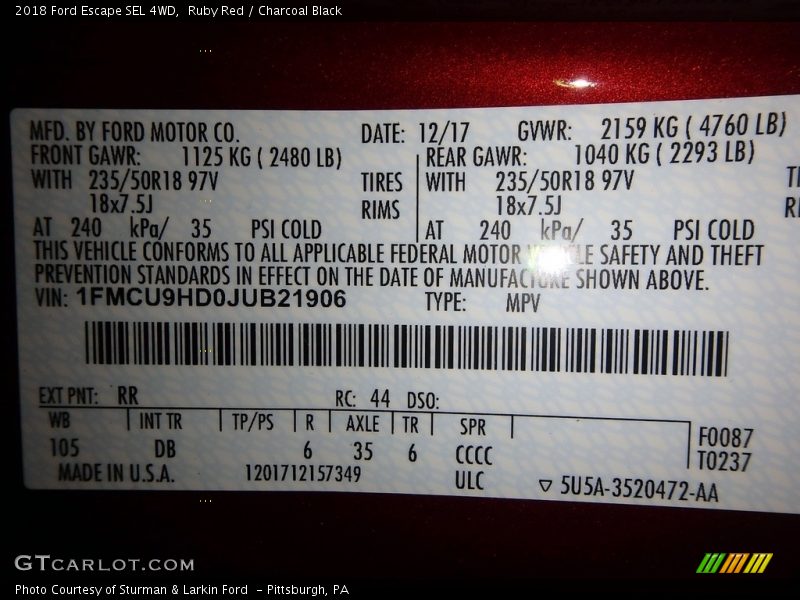 2018 Ford Escape SEL 4WD, Ruby Red / Charcoal Black
MFD. BY FORD MOTOR CO. DATE: 12/17 GVWR: 2159 KG ( 4760 LB)
FRONT GAWR: 1125 KG ( 2480 LB) REAR GAWR: 1040 KG ( 2293 LB)
WITH 235/50R18 97V TIRES WITH 235/50R18 97V
18x7.5J RIMS 18x7.5J
AT 240 kPa/ 35 PSI COLD AT 240 kPa/ 35 PSI COLD
THIS VEHICLE CONFORMS TO ALL APPLICABLE FEDERAL MOTOR SAFETY AND THEFT
PREVENTION STANDARDS IN EFFECT ON THE DATE OF MANUFACTURE SHOWN ABOVE.
VIN: 1FMCU9HD0JUB21906 TYPE: MPV
EXT PNT: RR RC: 44 DSO:
WB INT TR TP/PS R AXLE TR SPR F0087
105 DB 6 35 6 CCCC T0237
MADE IN U.S.A. 1201712157349 ULC ▽ 5U5A-3520472-AA
GTCARLOT.COM
Photo Courtesy of Sturman & Larkin Ford - Pittsburgh, PA